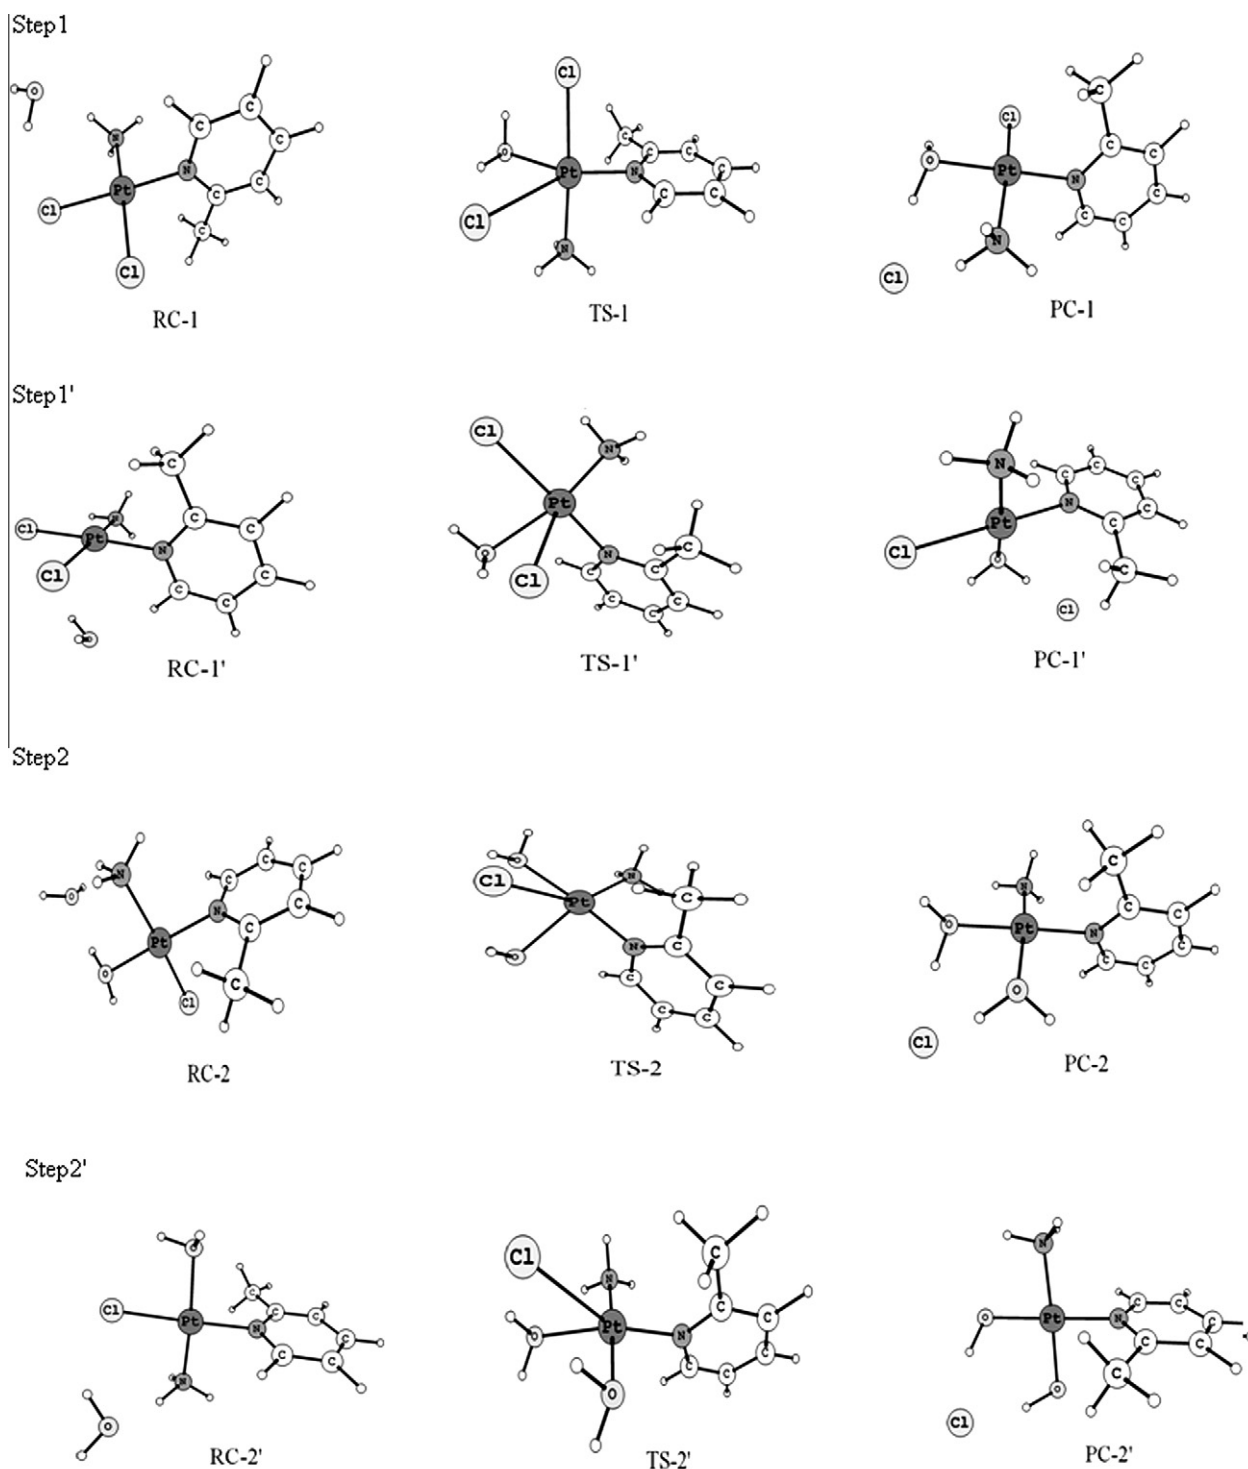 Step1
RC-1
TS-1
PC-1
Step1'
RC-1'
TS-1'
PC-1'
Step2
RC-2
TS-2
PC-2
Step2'
RC-2'
TS-2'
PC-2'